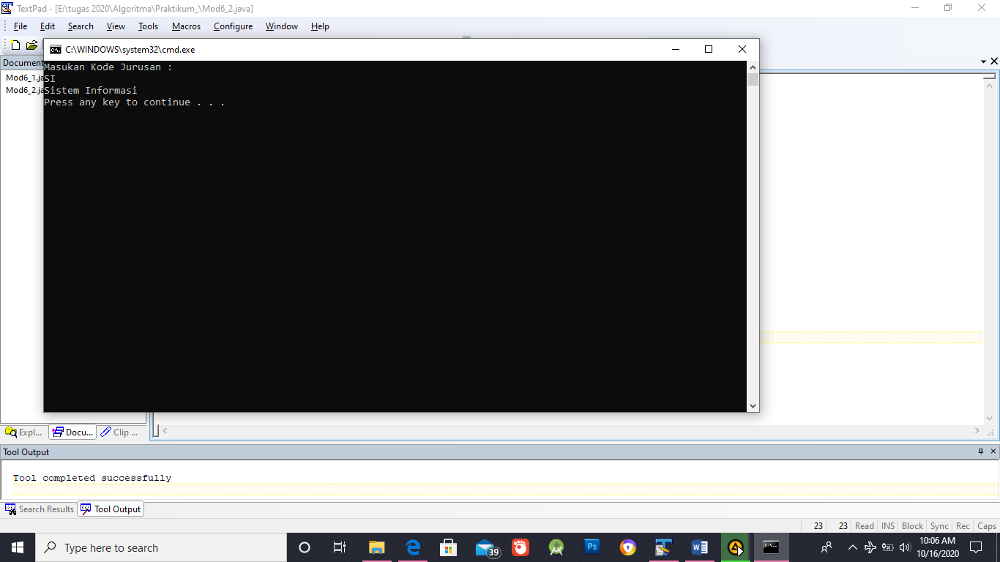 TextPad - [E:\tugas 2020\Algoritma\Praktikum_\Mod6_2.java]
File Edit Search View Tools Macros Configure Window Help
C:\WINDOWS\system32\cmd.exe
Masukan Kode Jurusan :
SI
Sistem Informasi
Press any key to continue . . .
Document
Mod6_1.ja
Mod6_2.ja
Expl... Docu... Clip ...
Tool Output
Tool completed successfully
Search Results Tool Output
23 23 Read INS Block Sync Rec Caps
Type here to search
39
Ps
10:06 AM
10/16/2020